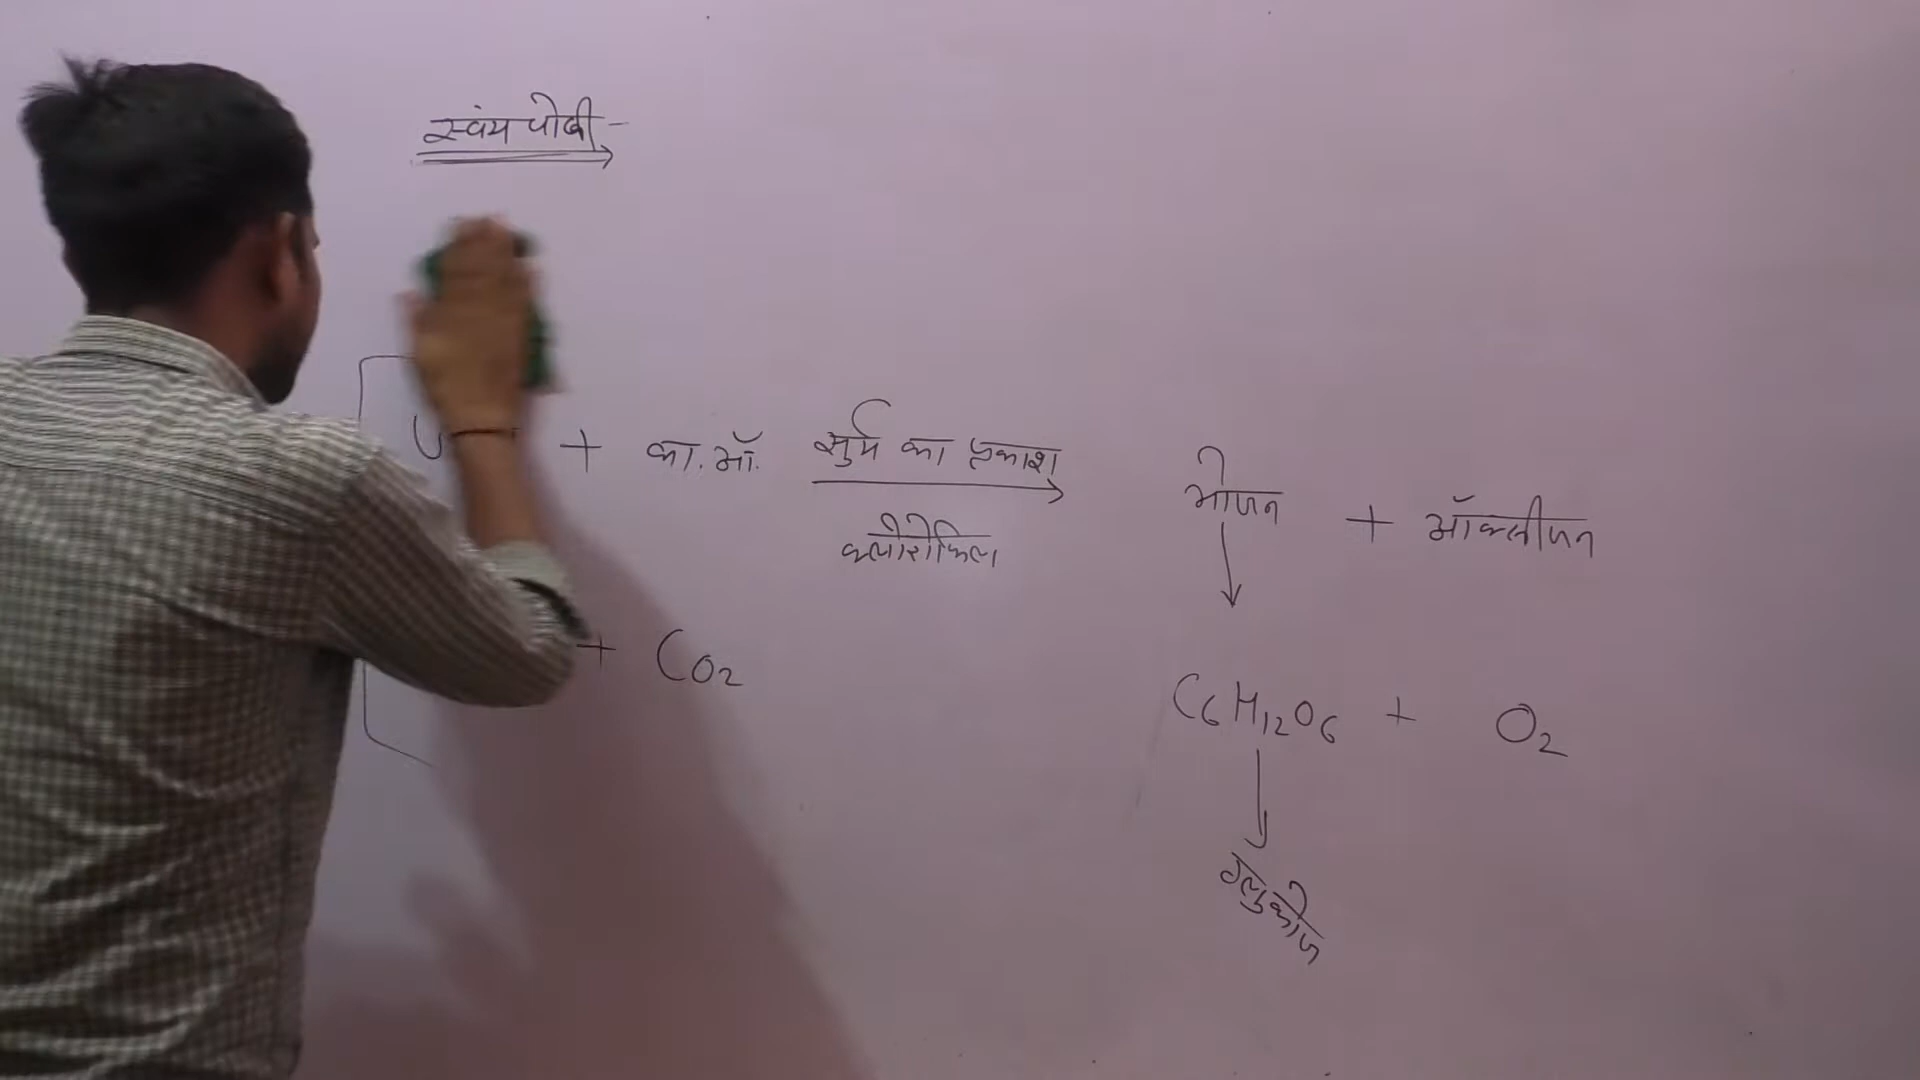 स्वंय पोषी -
+ का.ऑ. सुर्य का प्रकाश
क्लोरोफिल
भोजन + ऑक्सीजन
+ CO2
C6H12O6 + O2
ग्लुकोज